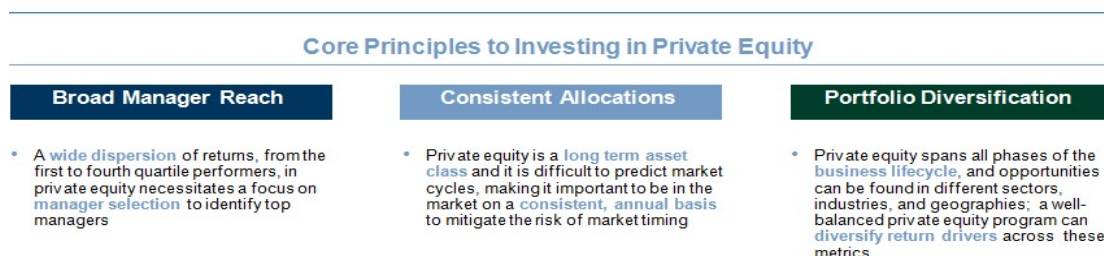 Core Principles to Investing in Private Equity
Broad Manager Reach
• A wide dispersion of returns, from the
first to fourth quartile performers, in
private equity necessitates a focus on
manager selection to identify top
managers
Consistent Allocations
• Private equity is a long term asset
class and it is difficult to predict market
cycles, making it important to be in the
market on a consistent, annual basis
to mitigate the risk of market timing
Portfolio Diversification
• Private equity spans all phases of the
business lifecycle, and opportunities
can be found in different sectors,
industries, and geographies; a well-
balanced private equity program can
diversify return drivers across these
metrics